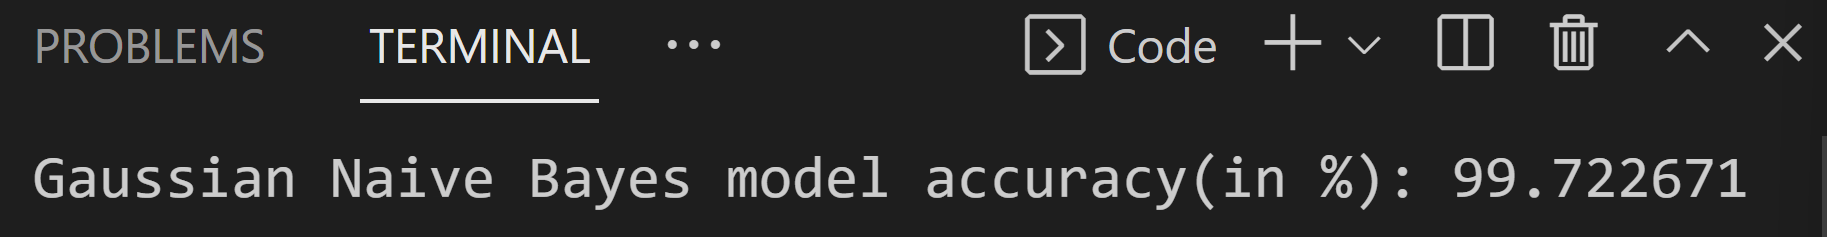 PROBLEMS TERMINAL ... Code
Gaussian Naive Bayes model accuracy(in %): 99.722671